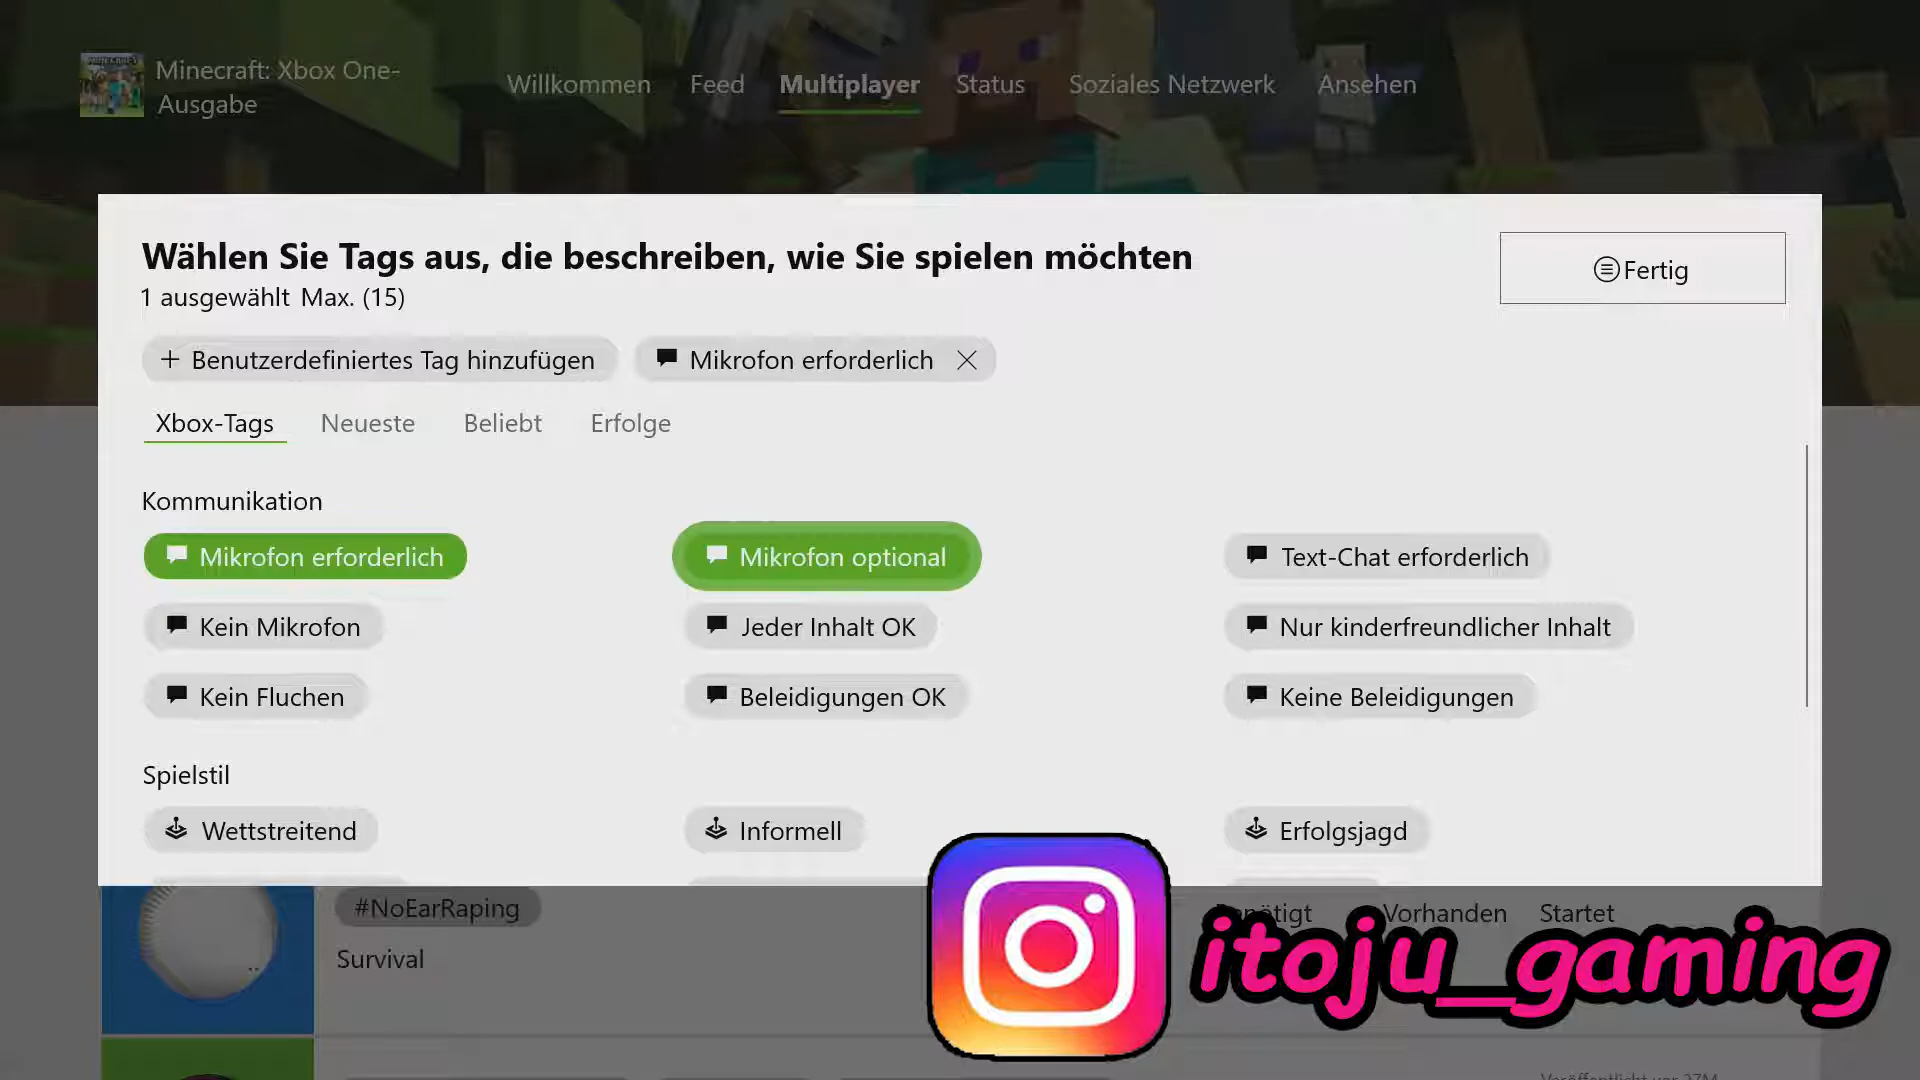 Minecraft: Xbox One-
Ausgabe
Willkommen
Feed
Multiplayer
Status
Soziales Netzwerk
Ansehen
Wählen Sie Tags aus, die beschreiben, wie Sie spielen möchten
1 ausgewählt Max. (15)
Fertig
+ Benutzerdefiniertes Tag hinzufügen
Mikrofon erforderlich
Xbox-Tags
Neueste
Beliebt
Erfolge
Kommunikation
Mikrofon erforderlich
Mikrofon optional
Text-Chat erforderlich
Kein Mikrofon
Jeder Inhalt OK
Nur kinderfreundlicher Inhalt
Kein Fluchen
Beleidigungen OK
Keine Beleidigungen
Spielstil
Wettstreitend
Informell
Erfolgsjagd
#NoEarRaping
Survival
Benötigt
Vorhanden
Startet
itoju_gaming